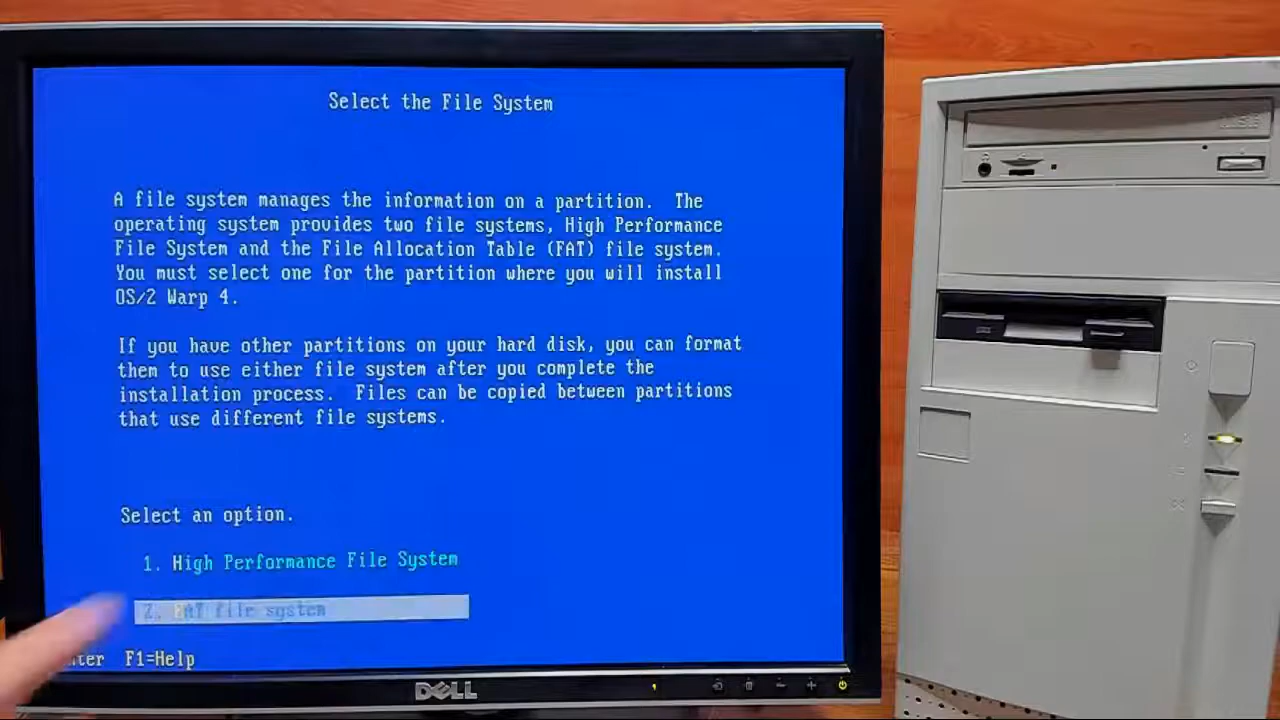 Select the File System
A file system manages the information on a partition. The
operating system provides two file systems, High Performance
File System and the File Allocation Table (FAT) file system.
You must select one for the partition where you will install
OS/2 Warp 4.
If you have other partitions on your hard disk, you can format
them to use either file system after you complete the
installation process. Files can be copied between partitions
that use different file systems.
Select an option.
1. High Performance File System
2. FAT file system
F1=Help
DELL